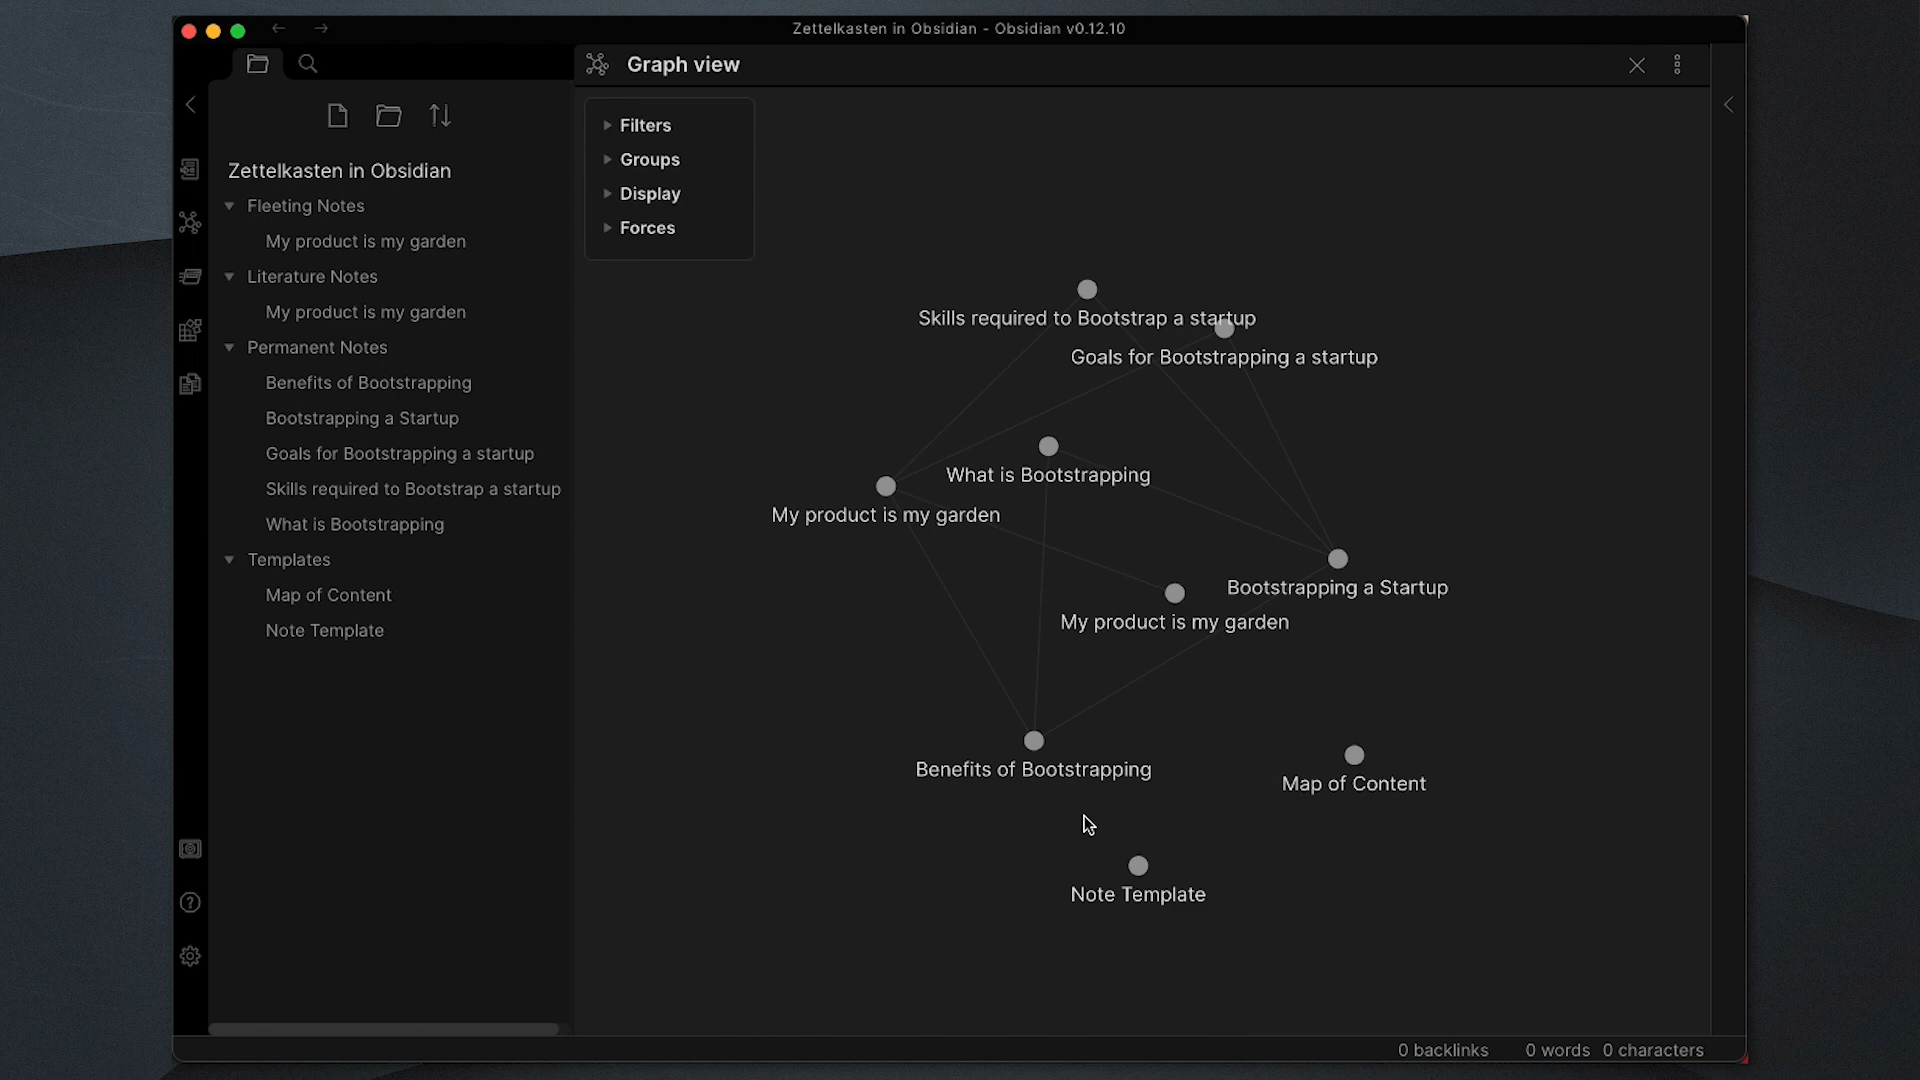 Zettelkasten in Obsidian - Obsidian v0.12.10
Graph view
Zettelkasten in Obsidian
Fleeting Notes
My product is my garden
Literature Notes
My product is my garden
Permanent Notes
Benefits of Bootstrapping
Bootstrapping a Startup
Goals for Bootstrapping a startup
Skills required to Bootstrap a startup
What is Bootstrapping
Templates
Map of Content
Note Template
Filters
Groups
Display
Forces
Skills required to Bootstrap a startup
Goals for Bootstrapping a startup
What is Bootstrapping
My product is my garden
Bootstrapping a Startup
My product is my garden
Benefits of Bootstrapping
Map of Content
Note Template
0 backlinks 0 words 0 characters